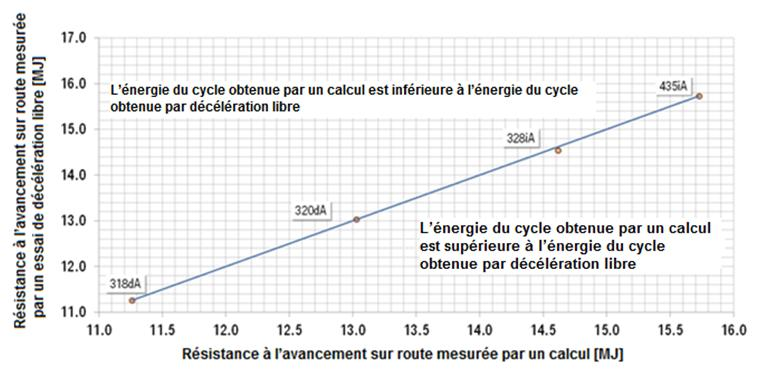 Résistance à l'avancement sur route mesurée
par un essai de décélération libre [MJ]
17.0
16.0
15.0
14.0
13.0
12.0
11.0
L'énergie du cycle obtenue par un calcul est inférieure à l'énergie du cycle
obtenue par décélération libre
435iA
328iA
320dA
318dA
L'énergie du cycle obtenue par un calcul
est supérieure à l'énergie du cycle
obtenue par décélération libre
11.0 11.5 12.0 12.5 13.0 13.5 14.0 14.5 15.0 15.5 16.0
Résistance à l'avancement sur route mesurée par un calcul [MJ]